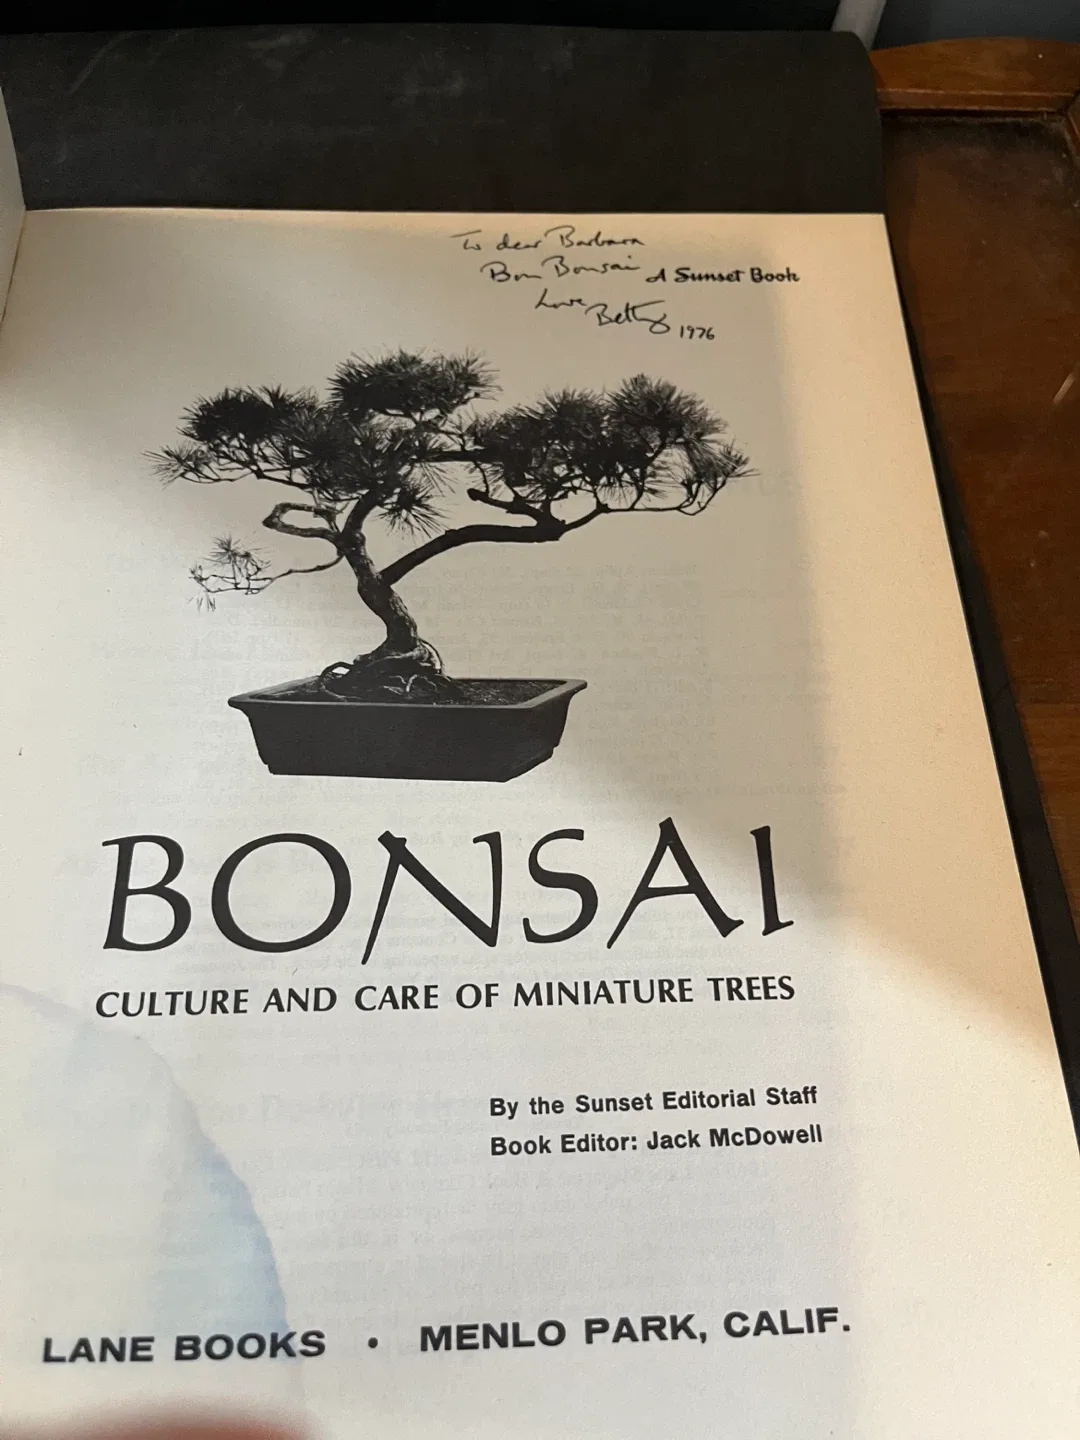 To dear Barbara
Bon Bonsai
A Sunset Book
Love Betty 1976
BONSAI
CULTURE AND CARE OF MINIATURE TREES
By the Sunset Editorial Staff
Book Editor: Jack McDowell
LANE BOOKS • MENLO PARK, CALIF.